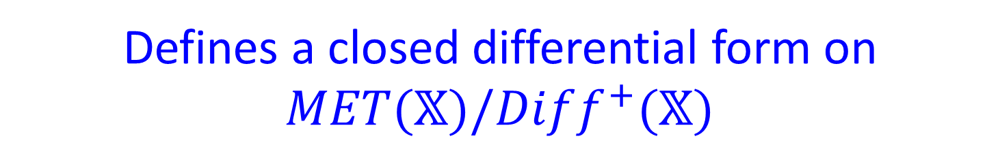 Defines a closed differential form on
𝑀𝐸𝑇(𝕏)/𝐷𝑖𝑓𝑓⁺(𝕏)